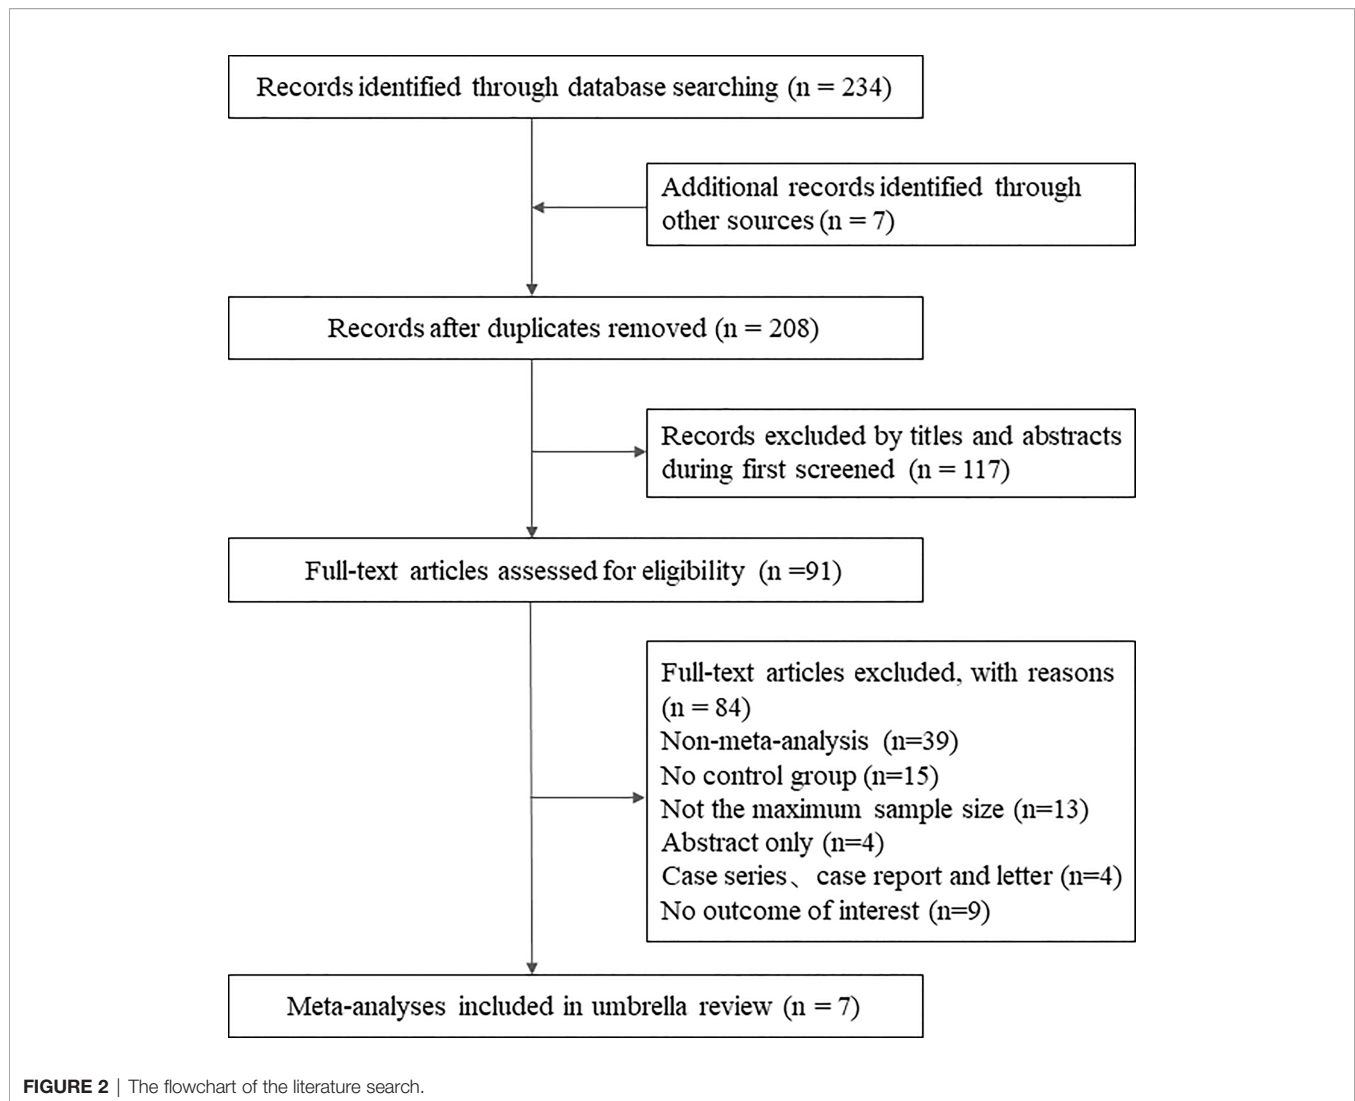 Records identified through database searching (n = 234)
Additional records identified through
other sources (n = 7)
Records after duplicates removed (n = 208)
Records excluded by titles and abstracts
during first screened (n = 117)
Full-text articles assessed for eligibility (n =91)
Full-text articles excluded, with reasons
(n = 84)
Non-meta-analysis (n=39)
No control group (n=15)
Not the maximum sample size (n=13)
Abstract only (n=4)
Case series、case report and letter (n=4)
No outcome of interest (n=9)
Meta-analyses included in umbrella review (n = 7)
FIGURE 2 | The flowchart of the literature search.